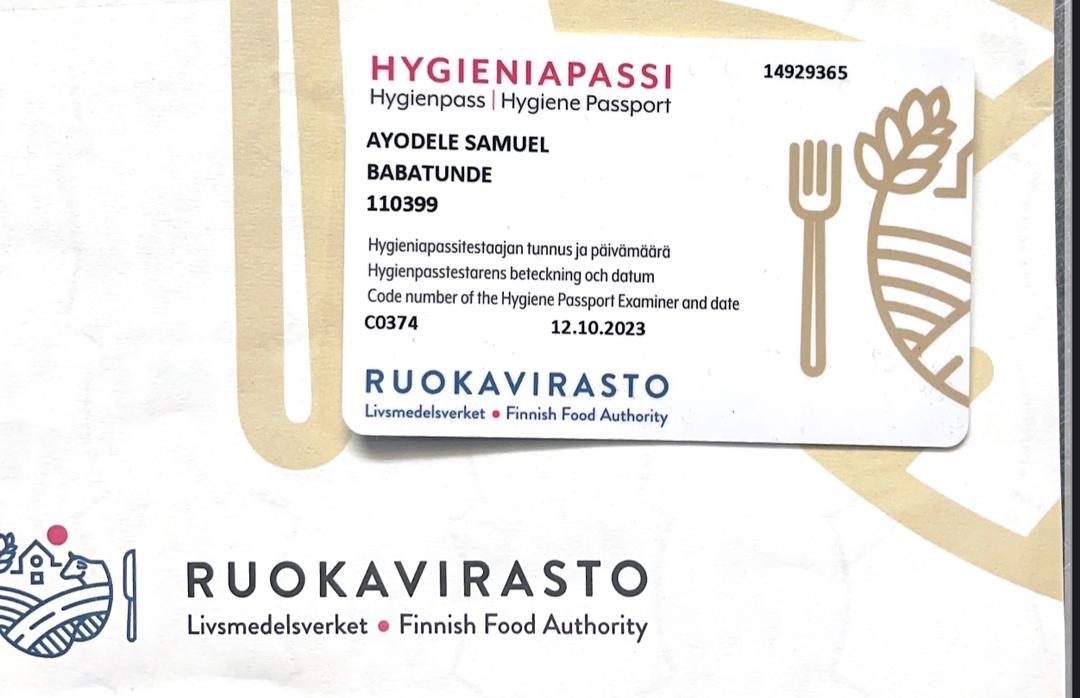 HYGIENIAPASSI
14929365
Hygienpass | Hygiene Passport
AYODELE SAMUEL
BABATUNDE
110399
Hygieniapassitestaajan tunnus ja päivämäärä
Hygienpasstestarens beteckning och datum
Code number of the Hygiene Passport Examiner and date
C0374 12.10.2023
RUOKAVIRASTO
Livsmedelsverket • Finnish Food Authority
RUOKAVIRASTO
Livsmedelsverket • Finnish Food Authority